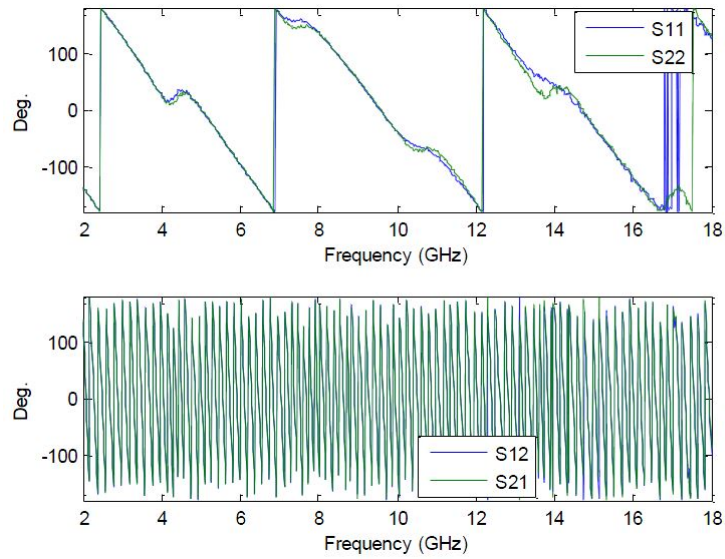 100
0
-100
Deg.
S11
S22
2 4 6 8 10 12 14 16 18
Frequency (GHz)
100
0
-100
Deg.
S12
S21
2 4 6 8 10 12 14 16 18
Frequency (GHz)